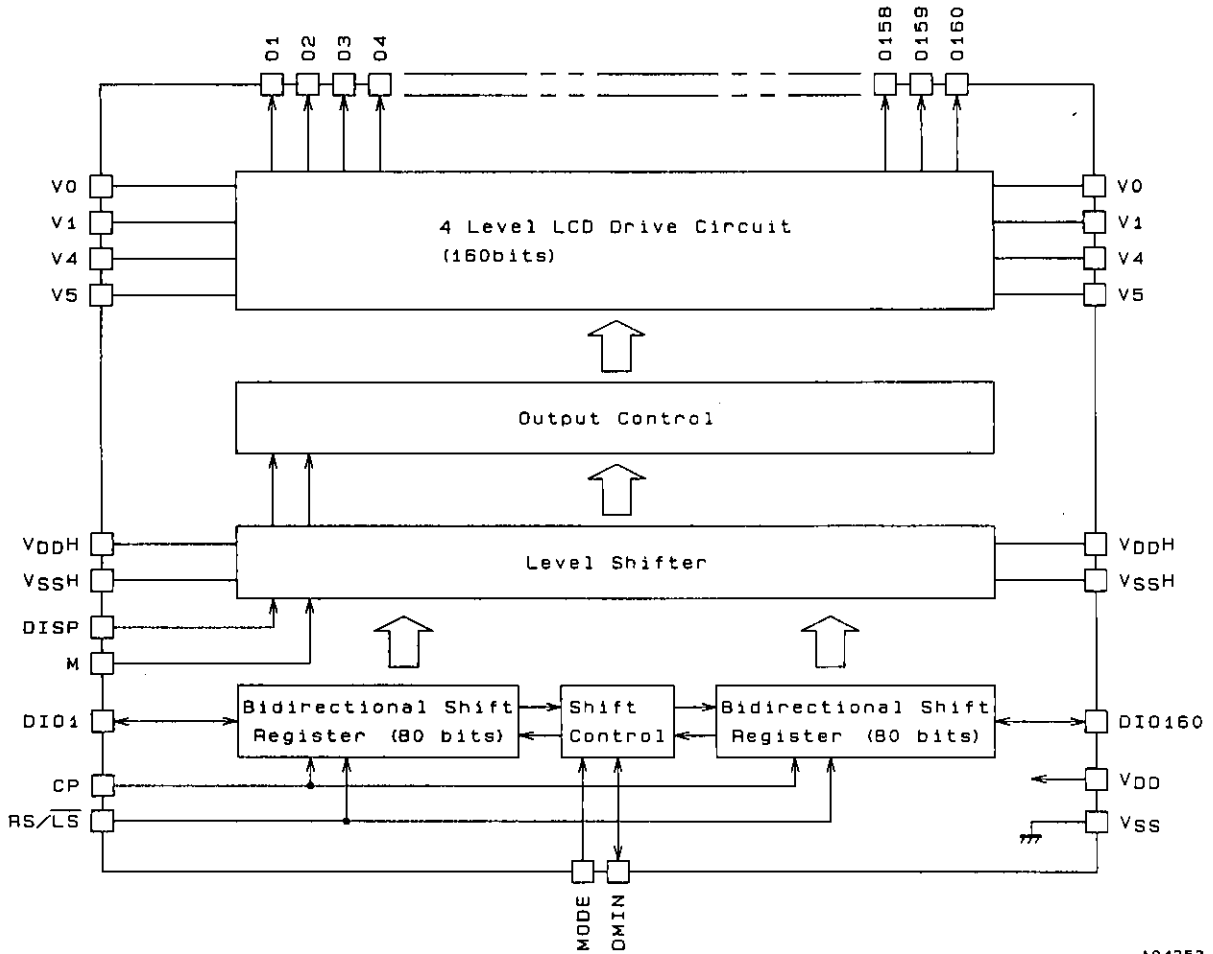 O1 O2 O3 O4 O158 O159 O160
V0 V0
V1 V1
V4 V4
V5 V5
4 Level LCD Drive Circuit
(160bits)
Output Control
VDDH VDDH
VSSH VSSH
Level Shifter
DISP
M
DIO1 DIO160
Bidirectional Shift
Register (80 bits)
Shift
Control
Bidirectional Shift
Register (80 bits)
CP VDD
RS/L̅S̅ VSS
MODE
DMIN